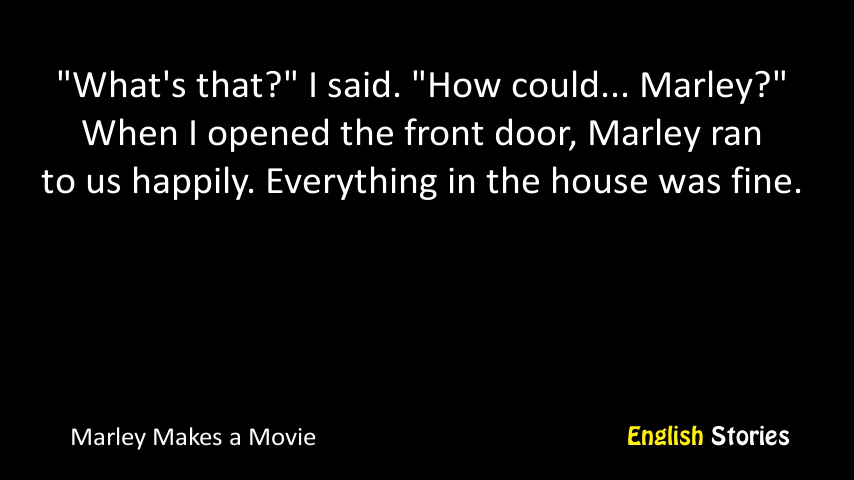 "What's that?" I said. "How could... Marley?"
When I opened the front door, Marley ran
to us happily. Everything in the house was fine.
Marley Makes a Movie
English Stories